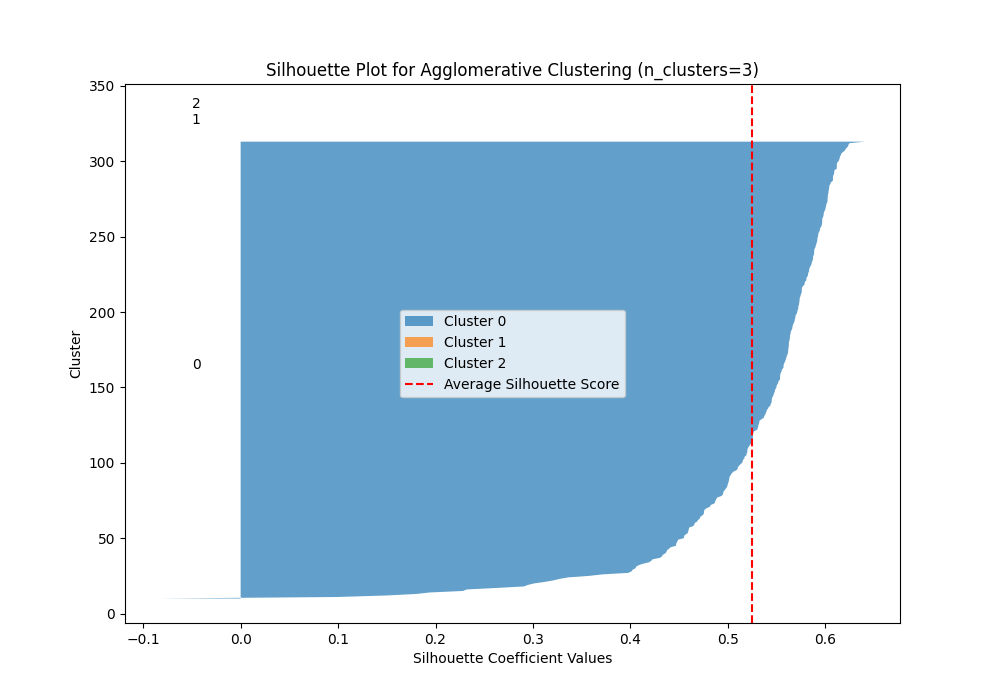 Silhouette Plot for Agglomerative Clustering (n_clusters=3)
350
300
250
200
150
100
50
0
Cluster
2
1
0
Cluster 0
Cluster 1
Cluster 2
Average Silhouette Score
−0.1
0.0
0.1
0.2
0.3
0.4
0.5
0.6
Silhouette Coefficient Values